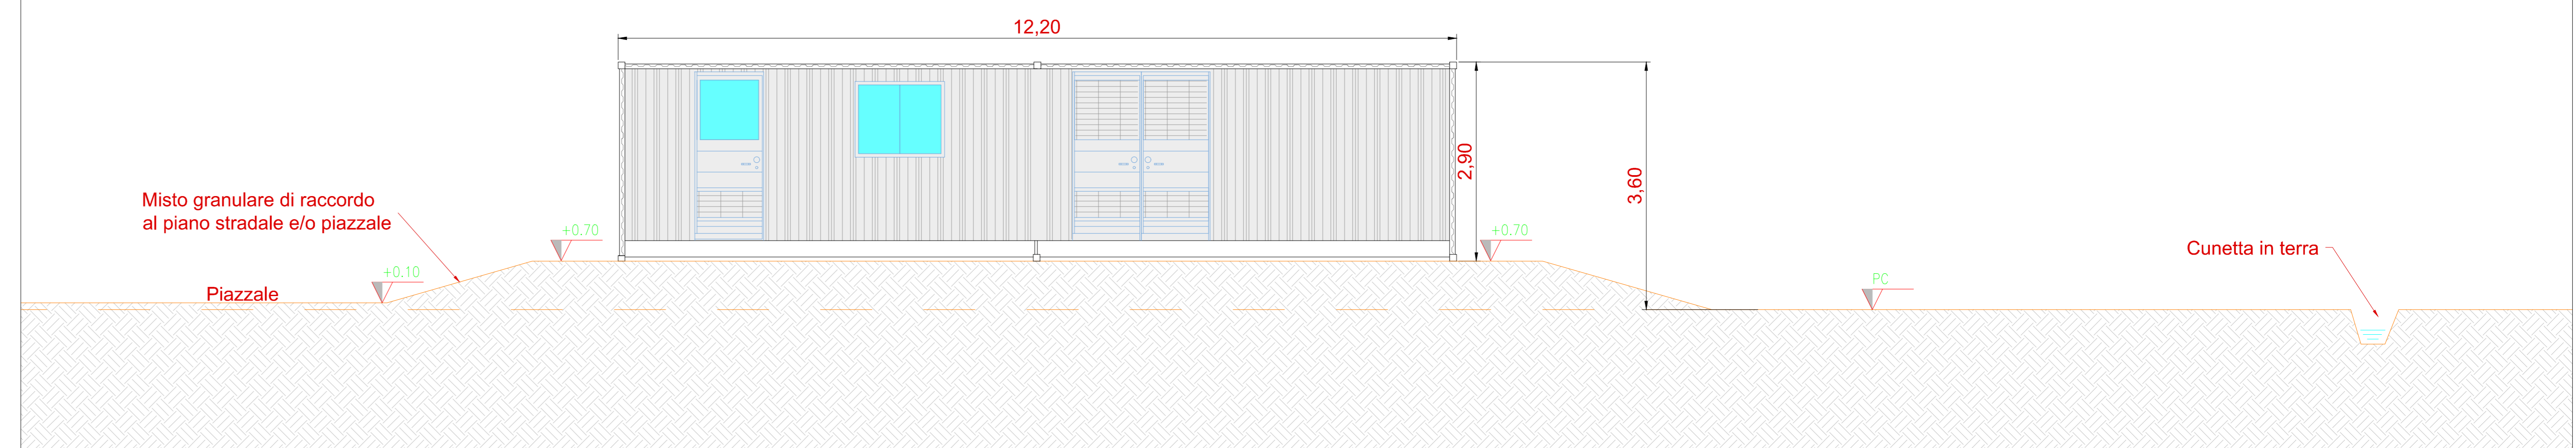 12,20
2,90
3,60
Misto granulare di raccordo
al piano stradale e/o piazzale
+0.70
+0.70
+0.10
Piazzale
PC
Cunetta in terra